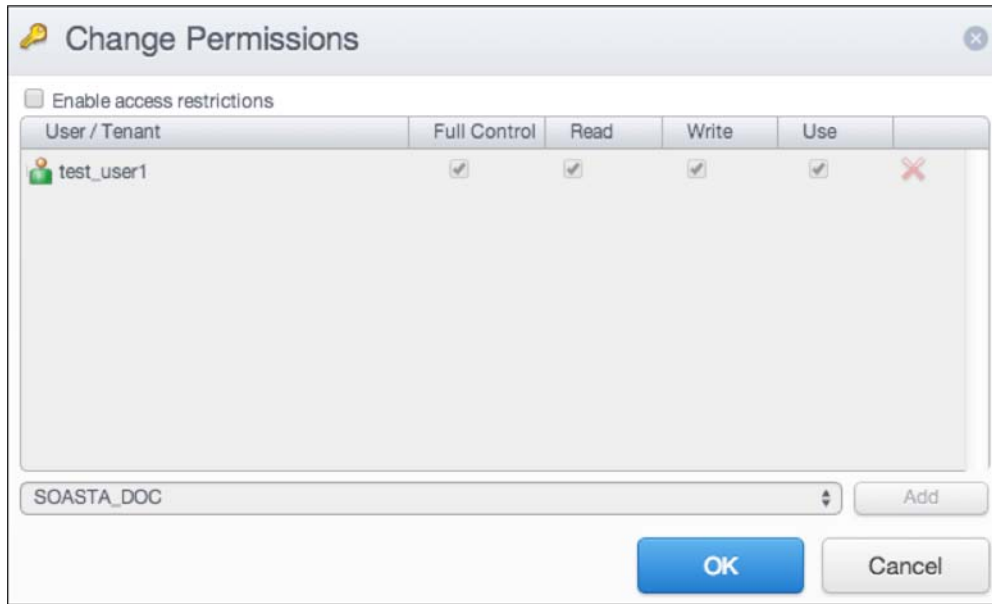 Change Permissions
Enable access restrictions
User / Tenant Full Control Read Write Use
test_user1
SOASTA_DOC Add
OK Cancel